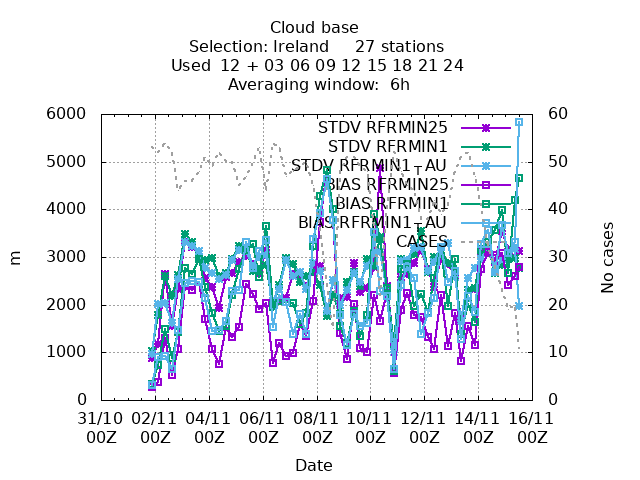 Cloud base
Selection: Ireland 27 stations
Used 12 + 03 06 09 12 15 18 21 24
Averaging window: 6h
6000
5000
4000
3000
2000
1000
0
m
60
50
40
30
20
10
0
No cases
STDV RFRMIN25
STDV RFRMIN1
STDV RFRMIN1_AU
BIAS RFRMIN25
BIAS RFRMIN1
BIAS RFRMIN1_AU
CASES
31/10 02/11 04/11 06/11 08/11 10/11 12/11 14/11 16/11
00Z 00Z 00Z 00Z 00Z 00Z 00Z 00Z 00Z
Date